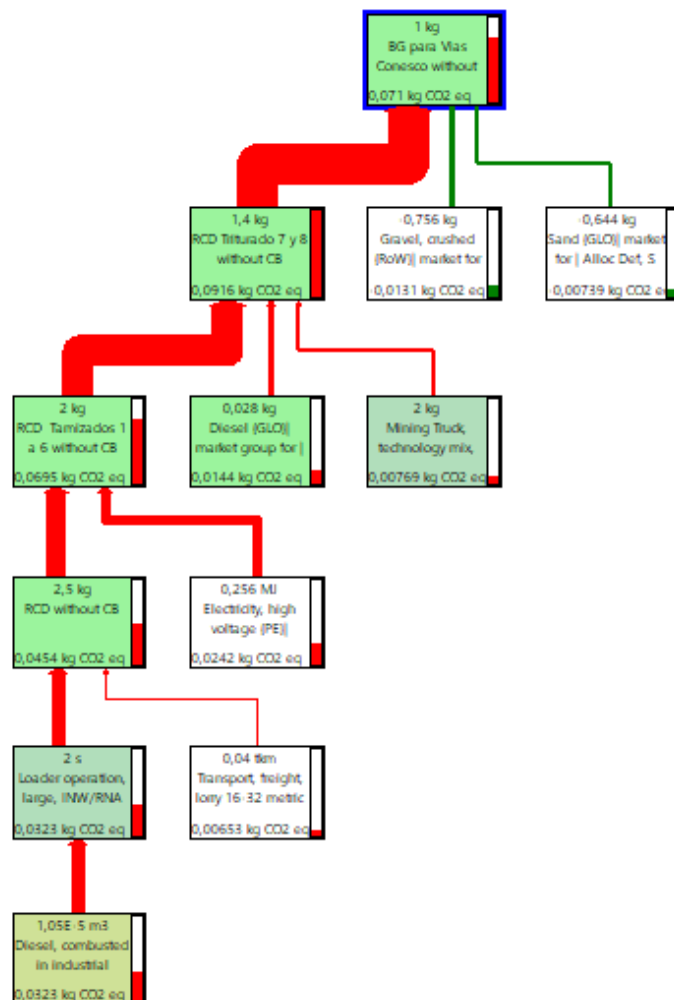 1 kg
BG para Vias
Conesco without
0,071 kg CO2 eq
1,4 kg
RCD Triturado 7 y 8
without CB
0,0916 kg CO2 eq
-0,756 kg
Gravel, crushed
{RoW}| market for
-0,0131 kg CO2 eq
-0,644 kg
Sand {GLO}| market
for | Alloc Def, S
-0,00739 kg CO2 eq
2 kg
RCD Tamizados 1
a 6 without CB
0,0695 kg CO2 eq
0,028 kg
Diesel {GLO}|
market group for |
0,0144 kg CO2 eq
2 kg
Mining Truck,
technology mix,
0,00769 kg CO2 eq
2,5 kg
RCD without CB
0,0454 kg CO2 eq
0,256 MJ
Electricity, high
voltage {PE}|
0,0242 kg CO2 eq
2 s
Loader operation,
large, INW/RNA
0,0323 kg CO2 eq
0,04 tkm
Transport, freight,
lorry 16-32 metric
0,00653 kg CO2 eq
1,05E-5 m3
Diesel, combusted
in industrial
0,0323 kg CO2 eq